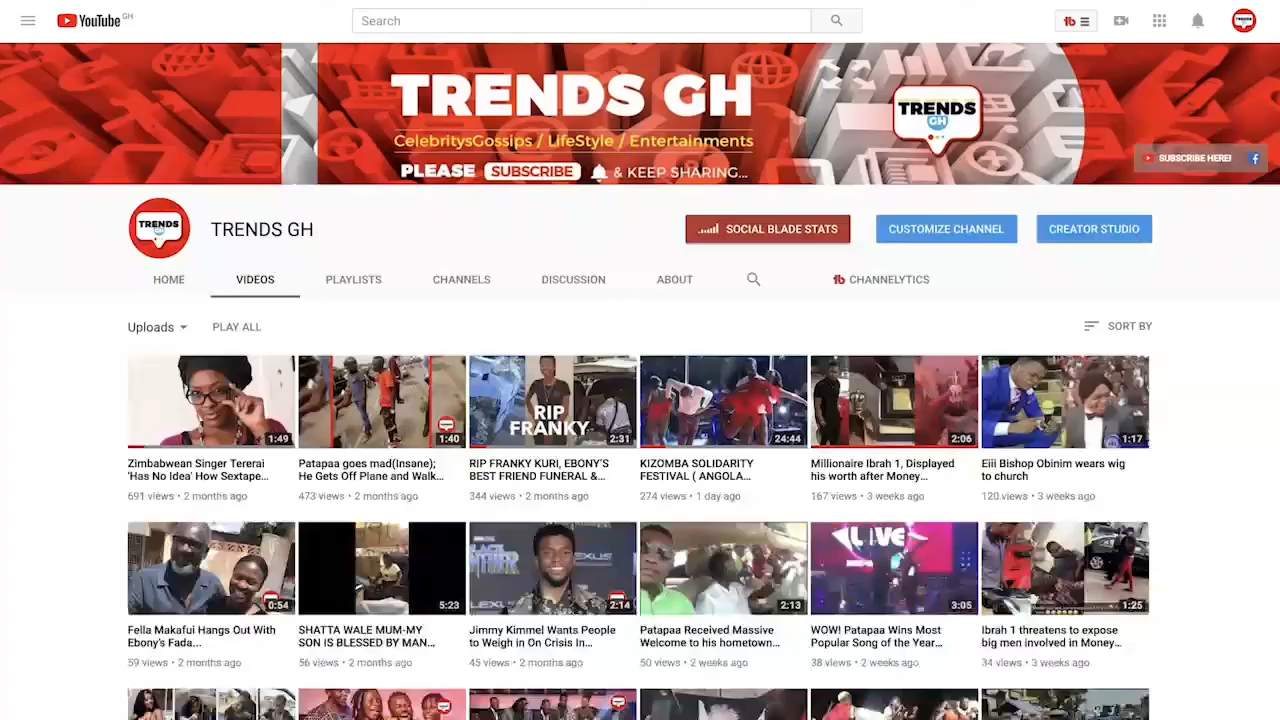 YouTube GH
Search
TRENDS GH
CelebritysGossips / LifeStyle / Entertainments
PLEASE SUBSCRIBE & KEEP SHARING...
TRENDS
GH
SUBSCRIBE HERE!
TRENDS
GH
TRENDS GH
SOCIAL BLADE STATS
CUSTOMIZE CHANNEL
CREATOR STUDIO
HOME
VIDEOS
PLAYLISTS
CHANNELS
DISCUSSION
ABOUT
CHANNELYTICS
Uploads
PLAY ALL
SORT BY
1:49
1:40
RIP
FRANKY
2:31
24:44
2:06
1:17
Zimbabwean Singer Tererai
'Has No Idea' How Sextape...
691 views • 2 months ago
Patapaa goes mad(Insane);
He Gets Off Plane and Walk...
473 views • 2 months ago
RIP FRANKY KURI, EBONY'S
BEST FRIEND FUNERAL &...
344 views • 2 months ago
KIZOMBA SOLIDARITY
FESTIVAL ( ANGOLA...
274 views • 1 day ago
Millionaire Ibrah 1, Displayed
his worth after Money...
167 views • 3 weeks ago
Eiii Bishop Obinim wears wig
to church
120 views • 3 weeks ago
0:54
5:23
LEXUS
2:14
2:13
LIVE
3:05
1:25
Fella Makafui Hangs Out With
Ebony's Fada...
59 views • 2 months ago
SHATTA WALE MUM-MY
SON IS BLESSED BY MAN...
56 views • 2 months ago
Jimmy Kimmel Wants People
to Weigh in On Crisis In...
45 views • 2 months ago
Patapaa Received Massive
Welcome to his hometown...
50 views • 2 weeks ago
WOW! Patapaa Wins Most
Popular Song of the Year...
38 views • 2 weeks ago
Ibrah 1 threatens to expose
big men involved in Money...
34 views • 3 weeks ago